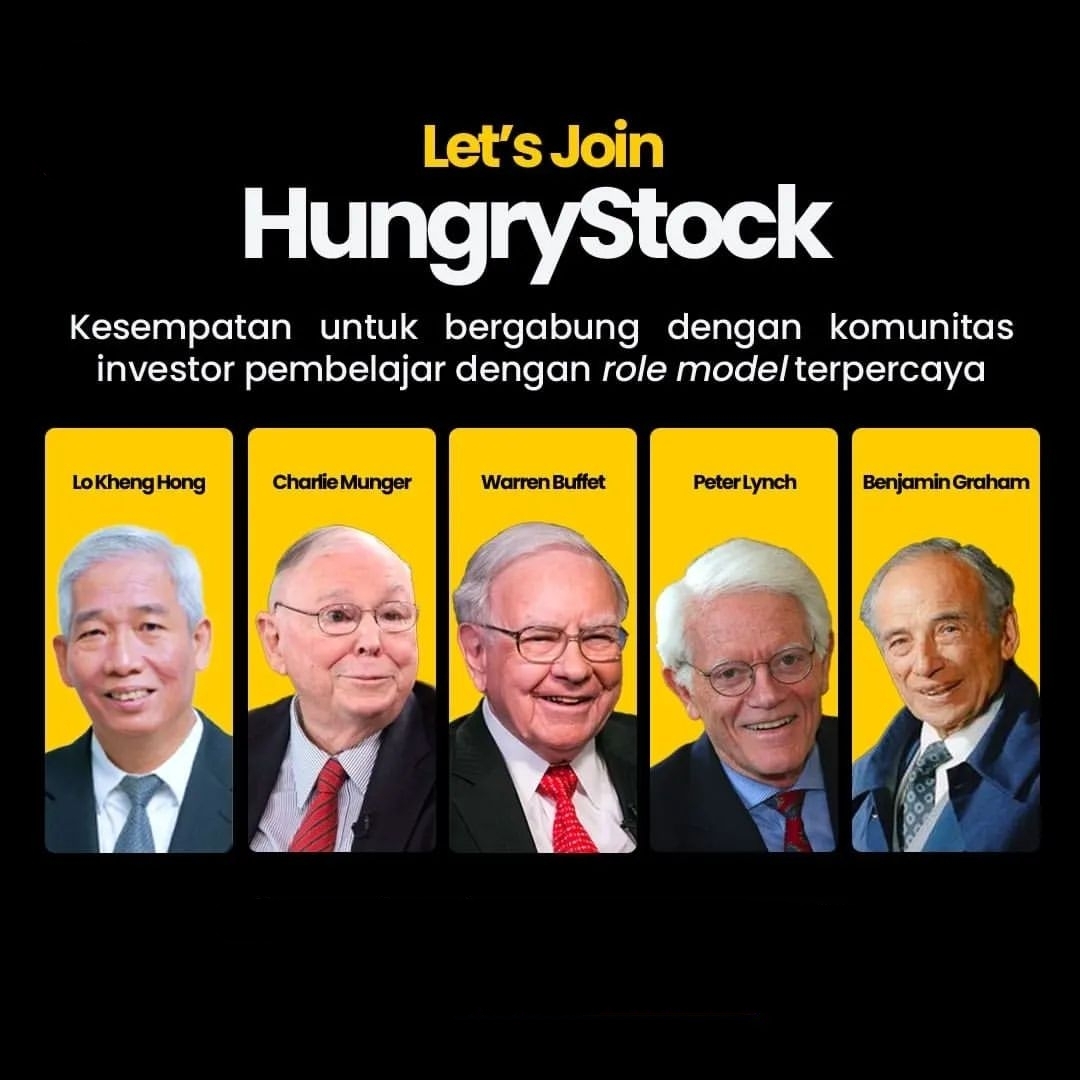 Let's Join
HungryStock
Kesempatan untuk bergabung dengan komunitas
investor pembelajar dengan role model terpercaya
Lo Kheng Hong
Charlie Munger
Warren Buffet
Peter Lynch
Benjamin Graham